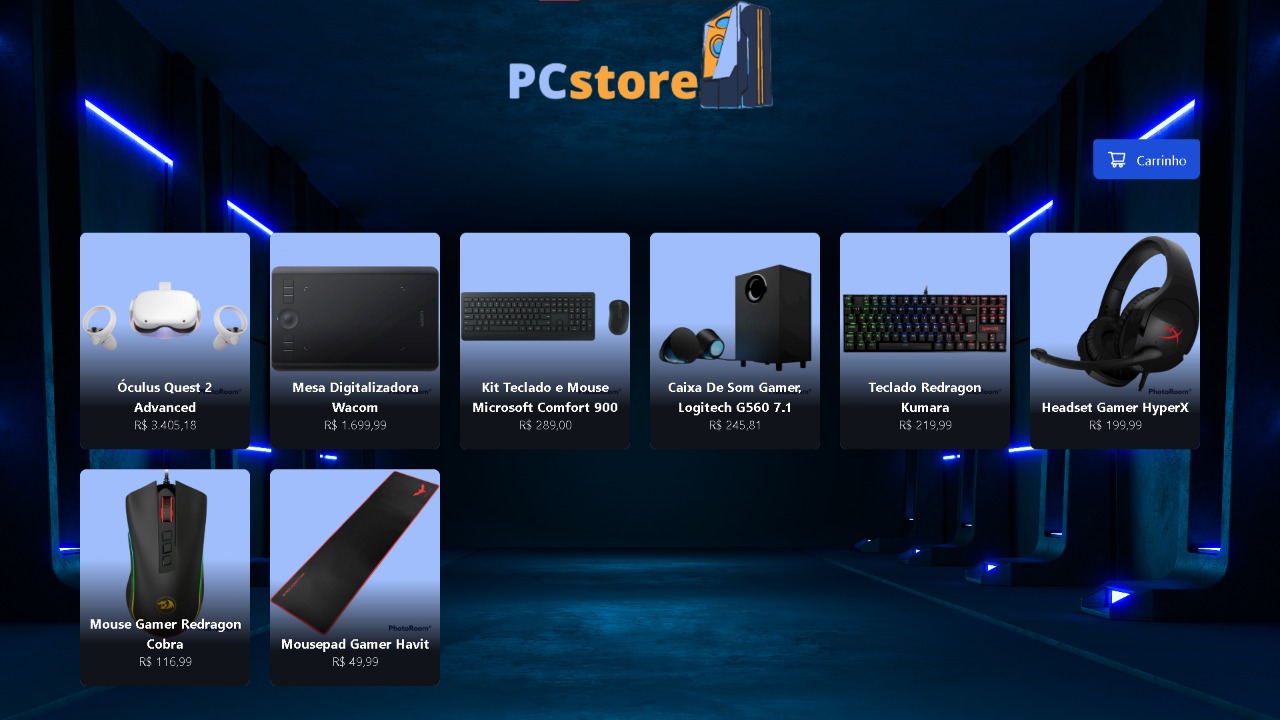 PCstore
Carrinho
Óculus Quest 2
Advanced
R$ 3.405,18
Mesa Digitalizadora
Wacom
R$ 1.699,99
Kit Teclado e Mouse
Microsoft Comfort 900
R$ 289,00
Caixa De Som Gamer,
Logitech G560 7.1
R$ 245,81
Teclado Redragon
Kumara
R$ 219,99
PhotoRoom
Headset Gamer HyperX
R$ 199,99
Mouse Gamer Redragon
Cobra
R$ 116,99
PhotoRoom
Mousepad Gamer Havit
R$ 49,99